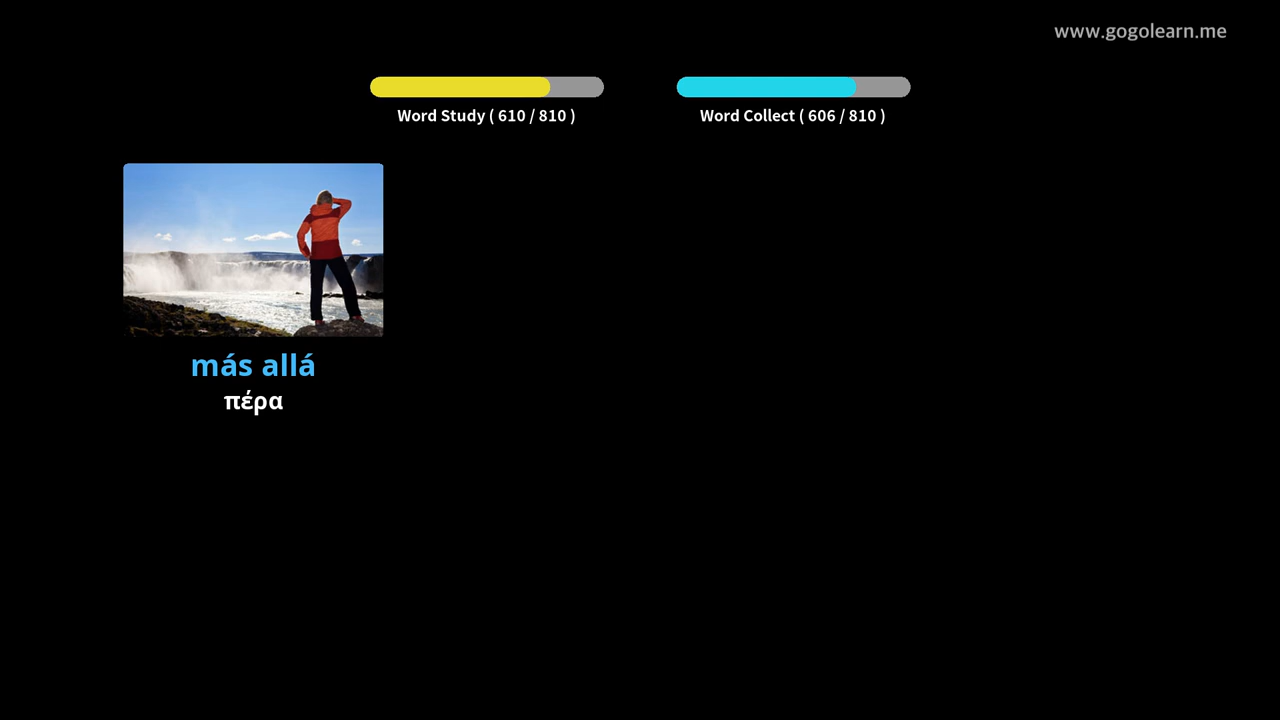 www.gogolearn.me
Word Study ( 610 / 810 )
Word Collect ( 606 / 810 )
más allá
πέρα